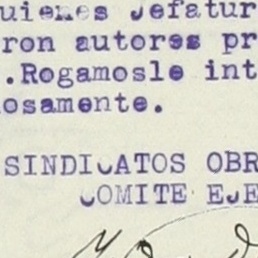 uienes Jefatur
ron autores pr
.Rogamosle int
osamente.
SINDICATOS OBR
COMITE EJE